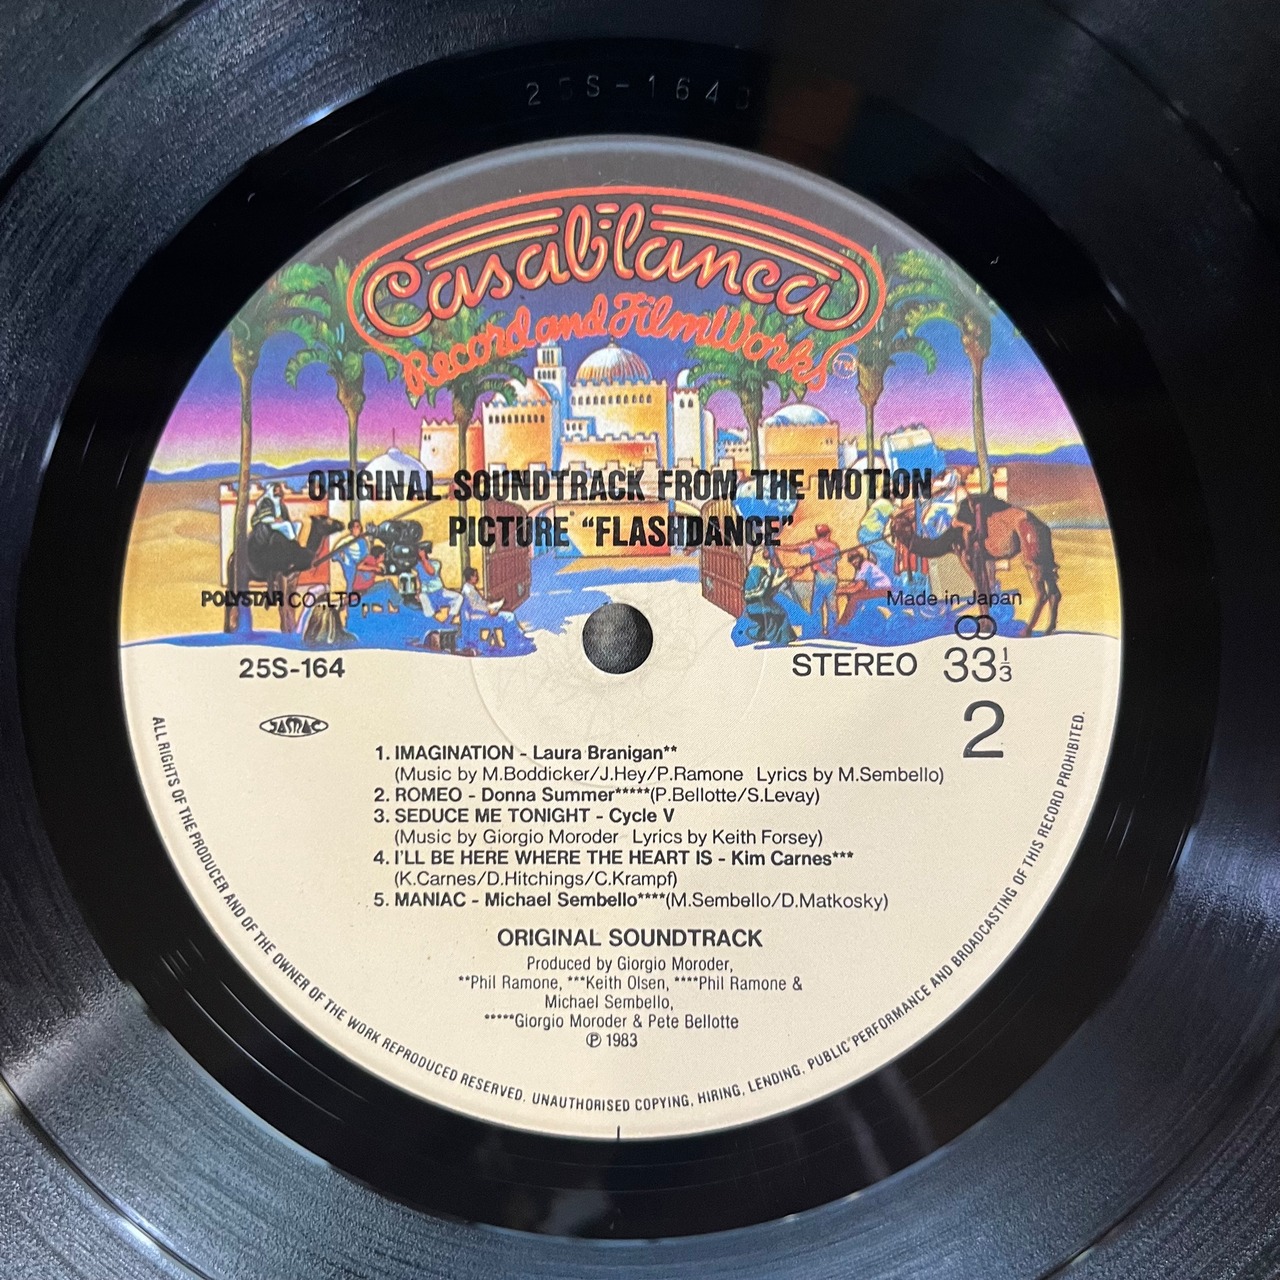 25S-164
Casablanca
Record and FilmWorks
TM
ORIGINAL SOUNDTRACK FROM THE MOTION
PICTURE “FLASHDANCE”
POLYSTAR CO.,LTD.
Made in Japan
25S-164
STEREO 33 1/3
JASRAC
2
1. IMAGINATION - Laura Branigan**
(Music by M.Boddicker/J.Hey/P.Ramone Lyrics by M.Sembello)
2. ROMEO - Donna Summer*****(P.Bellotte/S.Levay)
3. SEDUCE ME TONIGHT - Cycle V
(Music by Giorgio Moroder Lyrics by Keith Forsey)
4. I'LL BE HERE WHERE THE HEART IS - Kim Carnes***
(K.Carnes/D.Hitchings/C.Krampf)
5. MANIAC - Michael Sembello****(M.Sembello/D.Matkosky)
ORIGINAL SOUNDTRACK
Produced by Giorgio Moroder,
**Phil Ramone, ***Keith Olsen, ****Phil Ramone &
Michael Sembello,
*****Giorgio Moroder & Pete Bellotte
Ⓟ 1983
ALL RIGHTS OF THE PRODUCER AND OF THE OWNER OF THE WORK REPRODUCED RESERVED. UNAUTHORISED COPYING, HIRING, LENDING, PUBLIC PERFORMANCE AND BROADCASTING OF THIS RECORD PROHIBITED.